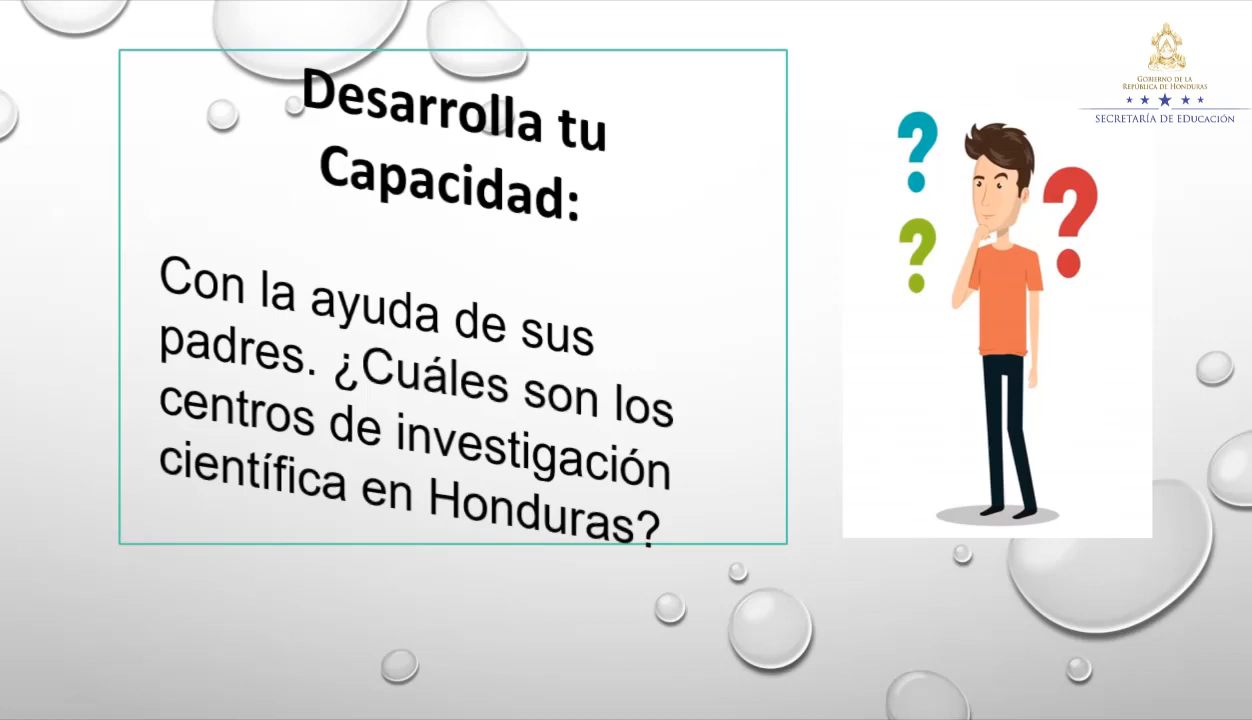 Desarrolla tu
Capacidad:
Con la ayuda de sus
padres. ¿Cuáles son los
centros de investigación
científica en Honduras?
GOBIERNO DE LA
REPÚBLICA DE HONDURAS
SECRETARÍA DE EDUCACIÓN
?
?
?